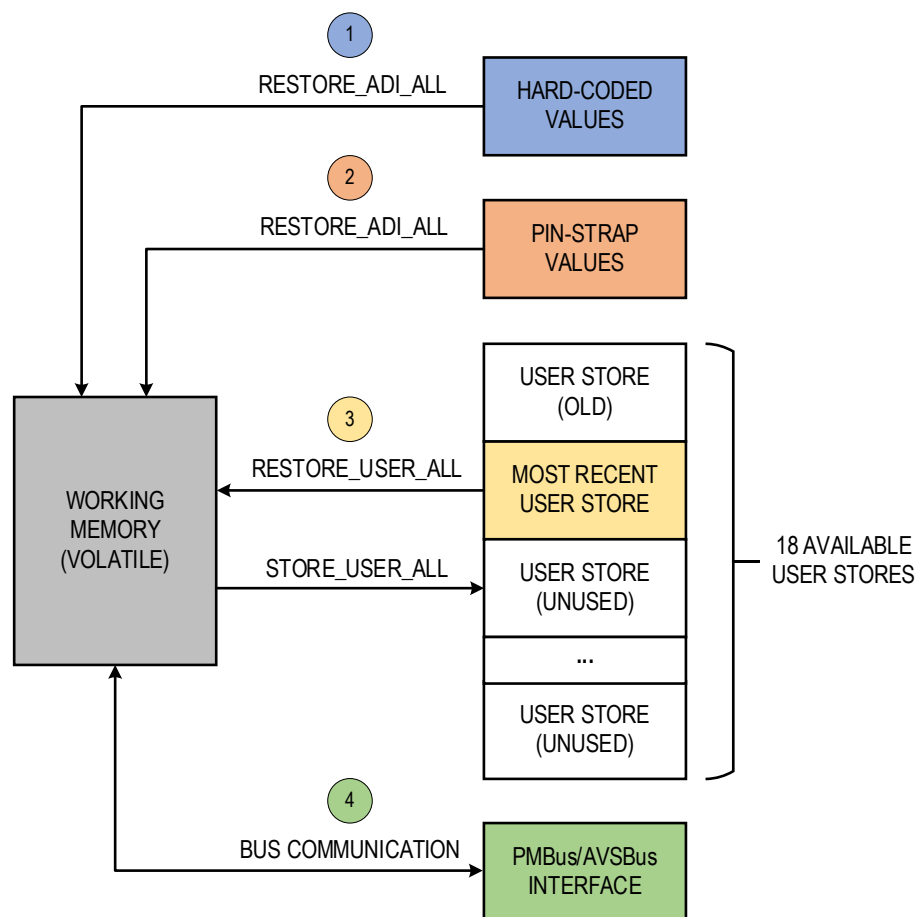 1
RESTORE_ADI_ALL
HARD-CODED
VALUES
2
RESTORE_ADI_ALL
PIN-STRAP
VALUES
USER STORE
(OLD)
3
RESTORE_USER_ALL
MOST RECENT
USER STORE
WORKING
MEMORY
(VOLATILE)
STORE_USER_ALL
USER STORE
(UNUSED)
18 AVAILABLE
USER STORES
...
USER STORE
(UNUSED)
4
BUS COMMUNICATION
PMBus/AVSBus
INTERFACE